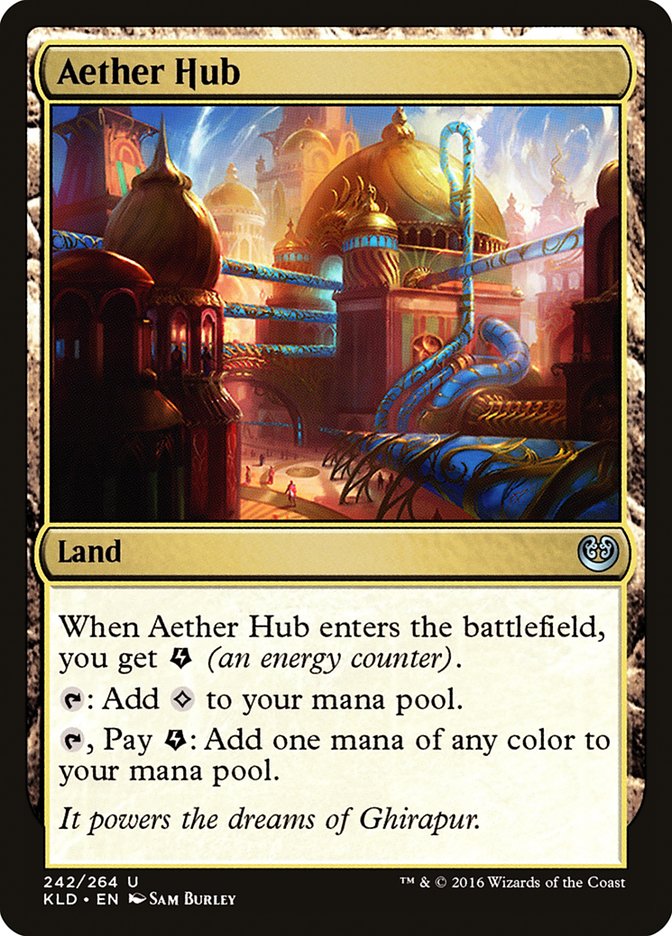 Aether Hub
Land
When Aether Hub enters the battlefield,
you get (an energy counter).
: Add to your mana pool.
, Pay : Add one mana of any color to
your mana pool.
It powers the dreams of Ghirapur.
242/264 U
KLD • EN Sam Burley
™ & © 2016 Wizards of the Coast